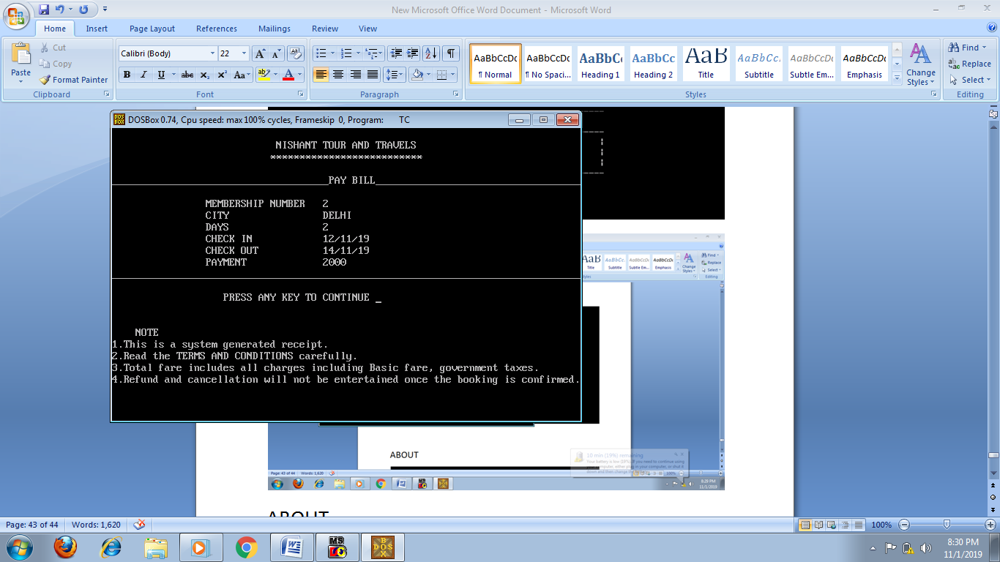 New Microsoft Office Word Document - Microsoft Word
Home Insert Page Layout References Mailings Review View
Paste
Cut
Copy
Format Painter
Clipboard
Calibri (Body) 22
B I U abc x₂ x² Aa
Font
Paragraph
AaBbCcDc AaBbCcDc AaBbC AaBbCc AaB AaBbCc. AaBbCcDc AaBbCcDc
¶ Normal ¶ No Spaci... Heading 1 Heading 2 Title Subtitle Subtle Em... Emphasis
Change Styles
Styles
Find
Replace
Select
Editing
DOSBox 0.74, Cpu speed: max 100% cycles, Frameskip 0, Program: TC
NISHANT TOUR AND TRAVELS
**************************
PAY BILL
MEMBERSHIP NUMBER 2
CITY DELHI
DAYS 2
CHECK IN 12/11/19
CHECK OUT 14/11/19
PAYMENT 2000
PRESS ANY KEY TO CONTINUE _
NOTE
1.This is a system generated receipt.
2.Read the TERMS AND CONDITIONS carefully.
3.Total fare includes all charges including Basic fare, government taxes.
4.Refund and cancellation will not be entertained once the booking is confirmed.
AaB AaBbCc. AaBbCcDc AaBbCcDc
Title Subtitle Subtle Em... Emphasis
Change Styles
Find
Replace
Select
Editing
ABOUT
10 min (19%) remaining
Page: 43 of 44 Words: 1,620
100%
8:29 PM
11/1/2019
ABOUT
Page: 43 of 44 Words: 1,620
100%
MS
DOS BOX
8:30 PM
11/1/2019